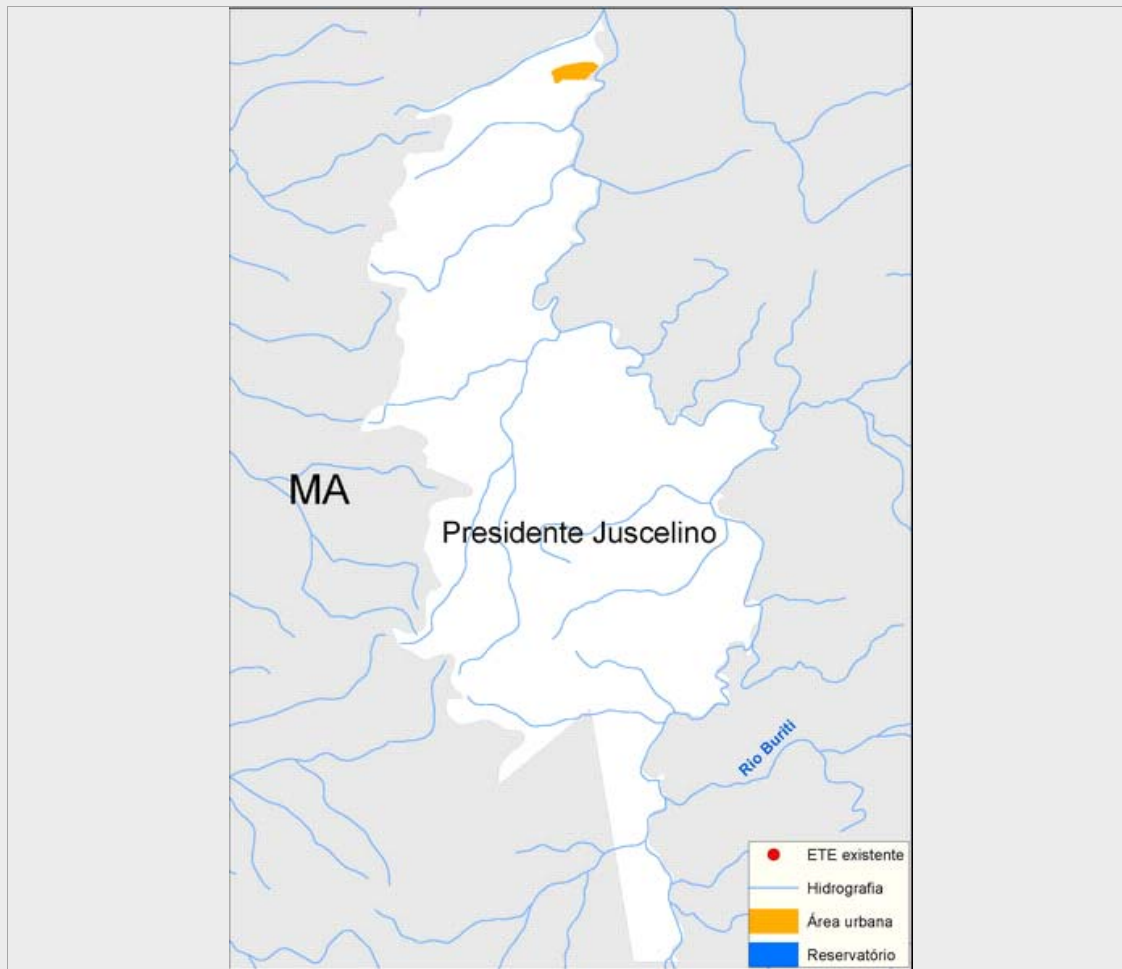 MA
Presidente Juscelino
Rio Buriti
ETE existente
Hidrografia
Área urbana
Reservatório